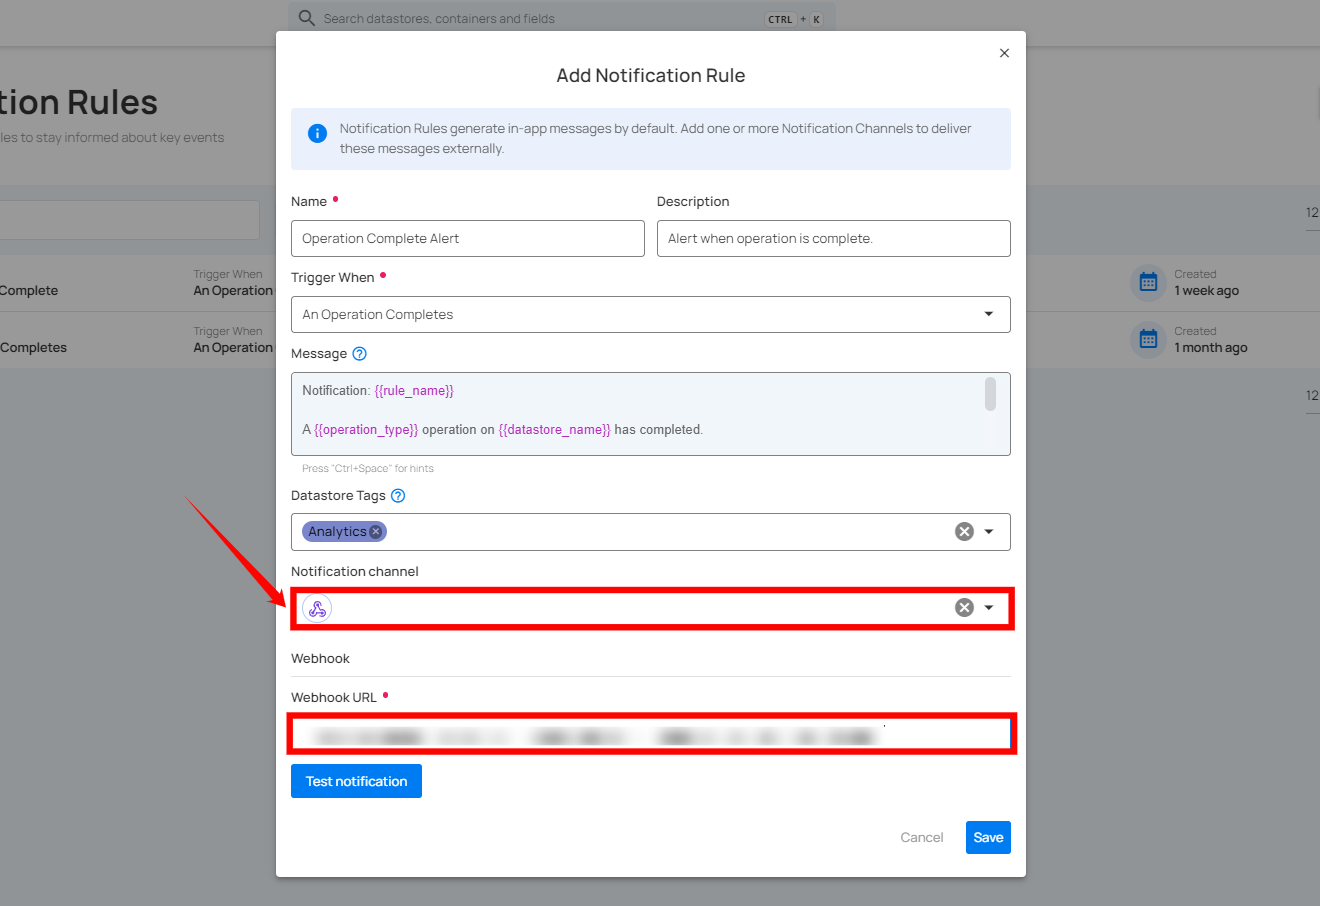 Search datastores, containers and fields
CTRL + K
Add Notification Rule
tion Rules
les to stay informed about key events
Notification Rules generate in-app messages by default. Add one or more Notification Channels to deliver
these messages externally.
Name
Description
Operation Complete Alert
Alert when operation is complete.
12
Trigger When
An Operation Completes
Complete
Trigger When
An Operation
Created
1 week ago
Completes
Trigger When
An Operation
Created
1 month ago
Message
Notification: {{rule_name}}
A {{operation_type}} operation on {{datastore_name}} has completed.
12
Press "Ctrl+Space" for hints
Datastore Tags
Analytics
Notification channel
Webhook
Webhook URL
Test notification
Cancel
Save